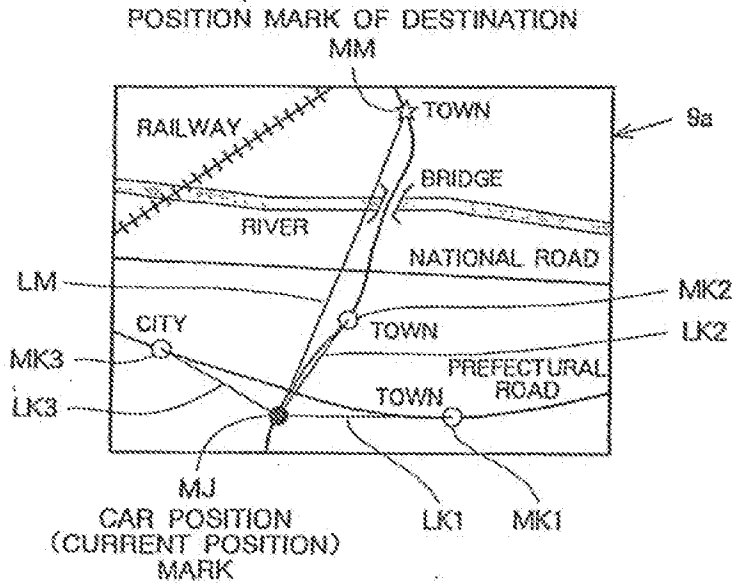 POSITION MARK OF DESTINATION
MM
TOWN
9a
RAILWAY
BRIDGE
RIVER
NATIONAL ROAD
LM
MK2
CITY
TOWN
LK2
MK3
PREFECTURAL
ROAD
TOWN
LK3
MJ
LK1
MK1
CAR POSITION
(CURRENT POSITION)
MARK